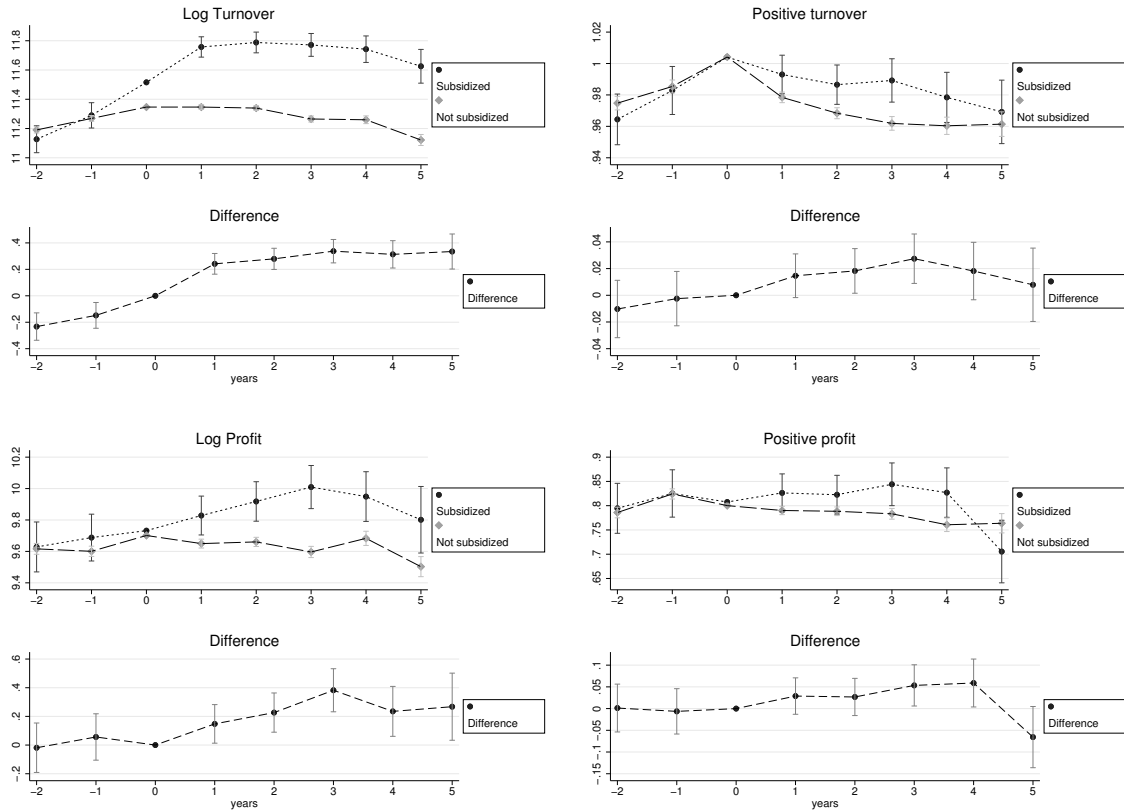 Log Turnover
11 11.2 11.4 11.6 11.8
−2 −1 0 1 2 3 4 5
Subsidized
Not subsidized
Difference
−.4 −.2 0 .2 .4
−2 −1 0 1 2 3 4 5
years
Difference
Positive turnover
.94 .96 .98 1 1.02
−2 −1 0 1 2 3 4 5
Subsidized
Not subsidized
Difference
−.04 −.02 0 .02 .04
−2 −1 0 1 2 3 4 5
years
Difference
Log Profit
9.4 9.6 9.8 10.0 10.2
−2 −1 0 1 2 3 4 5
Subsidized
Not subsidized
Difference
−.2 0 .2 .4 .6
−2 −1 0 1 2 3 4 5
years
Difference
Positive profit
.65 .7 .75 .8 .85 .9
−2 −1 0 1 2 3 4 5
Subsidized
Not subsidized
Difference
−.15 −.1 −.05 0 .05 .1
−2 −1 0 1 2 3 4 5
years
Difference